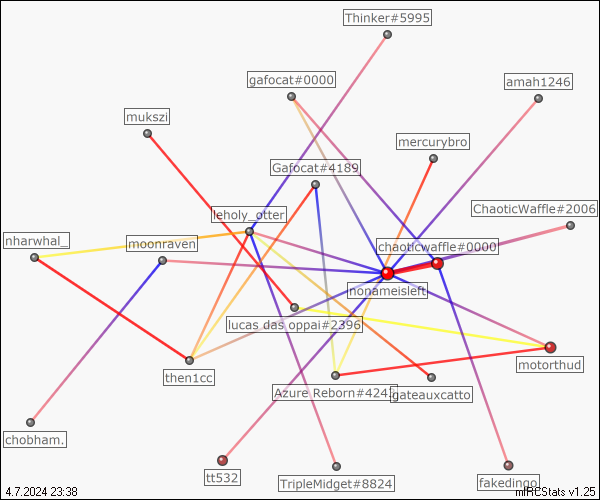 Thinker#5995
gafocat#0000
amah1246
mukszi
mercurybro
Gafocat#4189
ChaoticWaffle#2006
leholy_otter
nharwhal_
moonraven
chaoticwaffle#0000
nonameisleft
lucas das oppai#2396
motorthud
then1cc
Azure Reborn#4243
gateauxcatto
chobham.
tt532
TripleMidget#8824
fakedingo
4.7.2024 23:38
mIRCStats v1.25